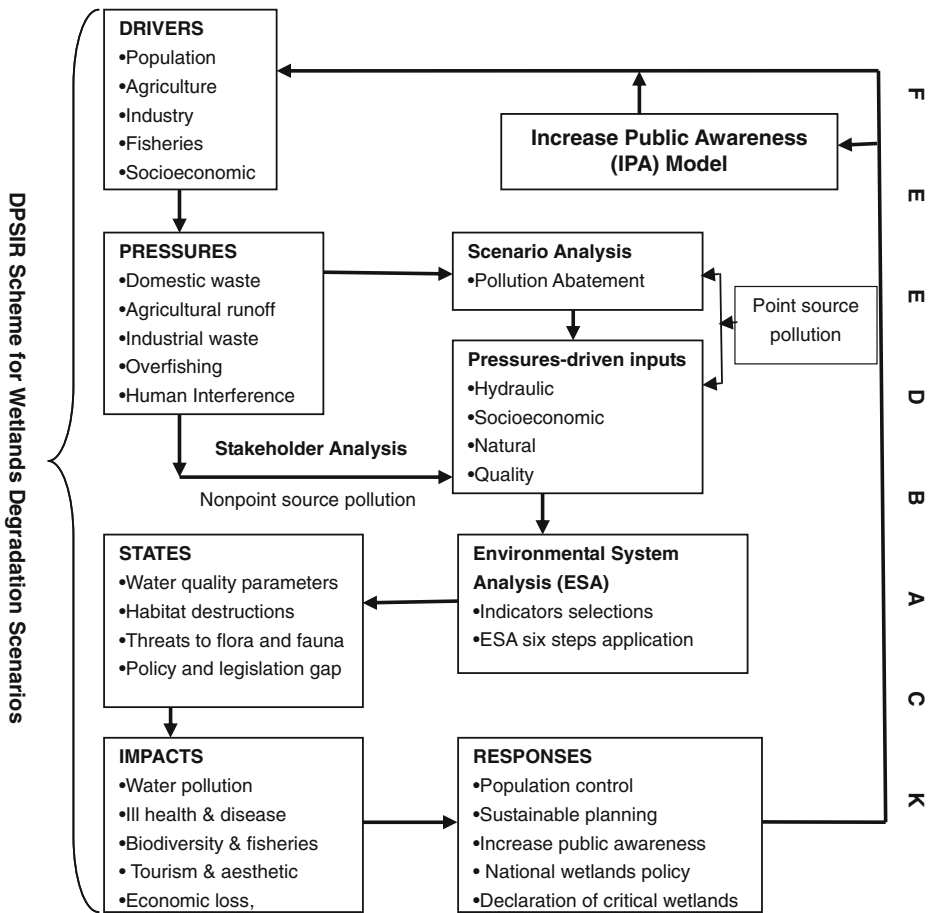 DPSIR Scheme for Wetlands Degradation Scenarios
DRIVERS
•Population
•Agriculture
•Industry
•Fisheries
•Socioeconomic
Increase Public Awareness
(IPA) Model
PRESSURES
•Domestic waste
•Agricultural runoff
•Industrial waste
•Overfishing
•Human Interference
Scenario Analysis
•Pollution Abatement
Point source
pollution
Pressures-driven inputs
•Hydraulic
•Socioeconomic
•Natural
•Quality
Stakeholder Analysis
Nonpoint source pollution
STATES
•Water quality parameters
•Habitat destructions
•Threats to flora and fauna
•Policy and legislation gap
Environmental System
Analysis (ESA)
•Indicators selections
•ESA six steps application
IMPACTS
•Water pollution
•Ill health & disease
•Biodiversity & fisheries
• Tourism & aesthetic
•Economic loss,
RESPONSES
•Population control
•Sustainable planning
•Increase public awareness
• National wetlands policy
•Declaration of critical wetlands
F E E D B A C K